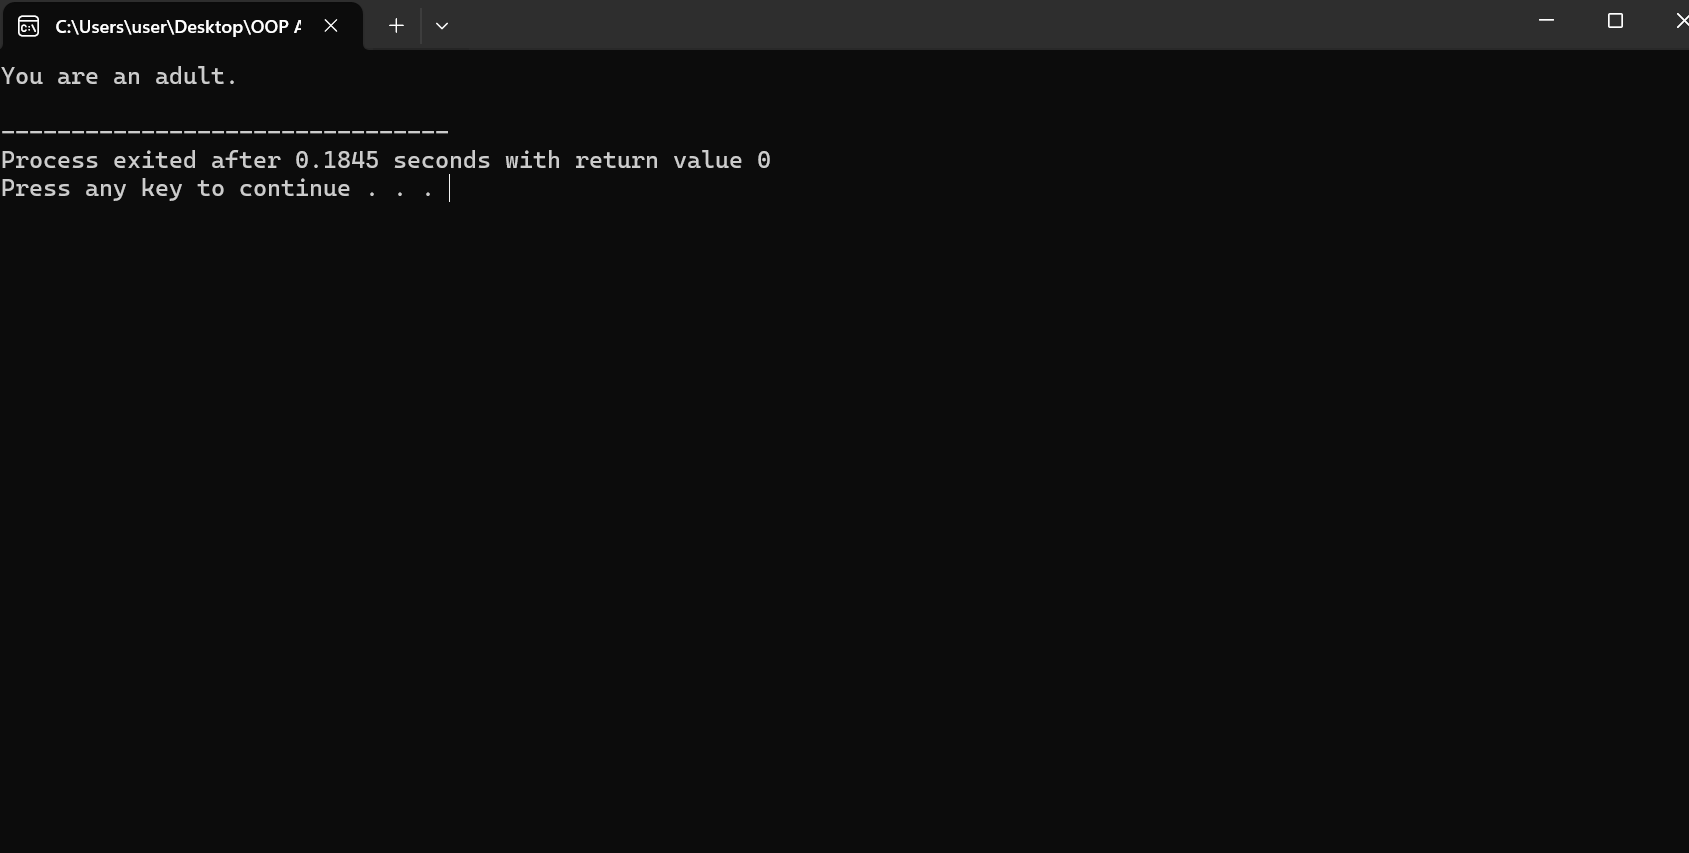 C:\Users\user\Desktop\OOP A
You are an adult.
--------------------------------
Process exited after 0.1845 seconds with return value 0
Press any key to continue . . .